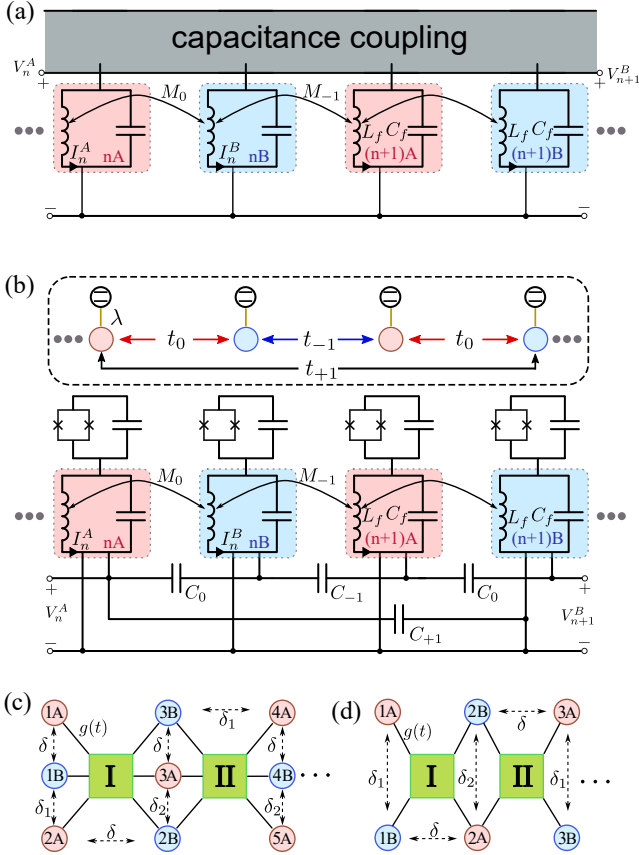 (a)
capacitance coupling
V_n^A
V_{n+1}^B
+ +
M_0 M_{-1}
L_f C_f L_f C_f
I_n^A nA I_n^B nB (n+1)A (n+1)B
− −
(b)
λ
t_0 t_{-1} t_0
t_{+1}
M_0 M_{-1}
L_f C_f L_f C_f
I_n^A nA I_n^B nB (n+1)A (n+1)B
+ C_0 C_{-1} C_0 +
V_n^A V_{n+1}^B
C_{+1}
− −
(c)
1A g(t) 3B δ_1 4A
δ δ
1B I 3A II 4B
δ_1 δ_2 δ_2
2A δ 2B 5A
(d)
1A g(t) 2B δ 3A
δ_1 I δ_2 II δ_1
1B δ 2A 3B